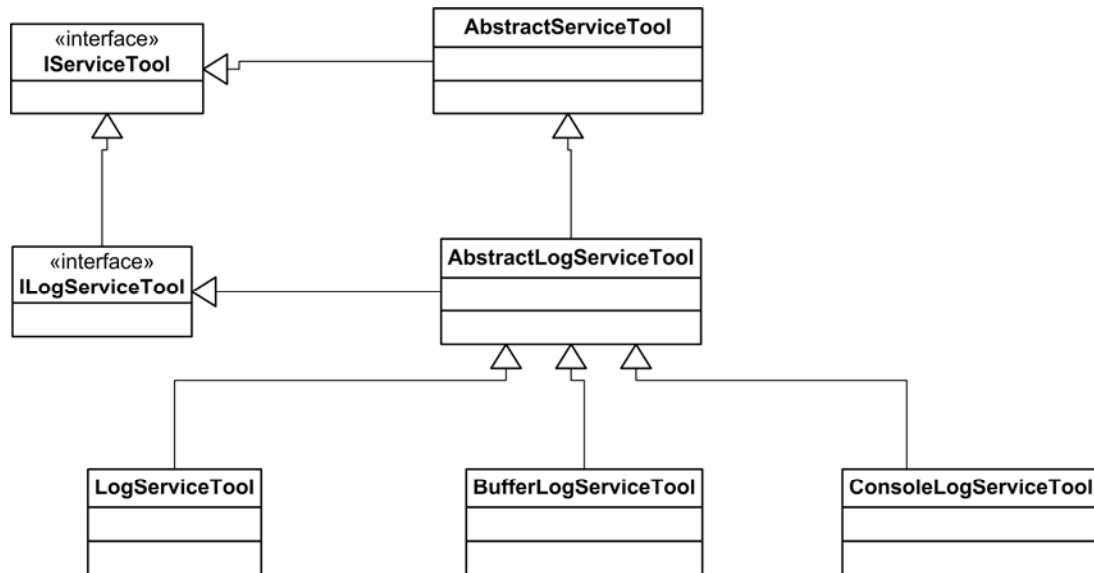 «interface»
IServiceTool
AbstractServiceTool
«interface»
ILogServiceTool
AbstractLogServiceTool
LogServiceTool
BufferLogServiceTool
ConsoleLogServiceTool